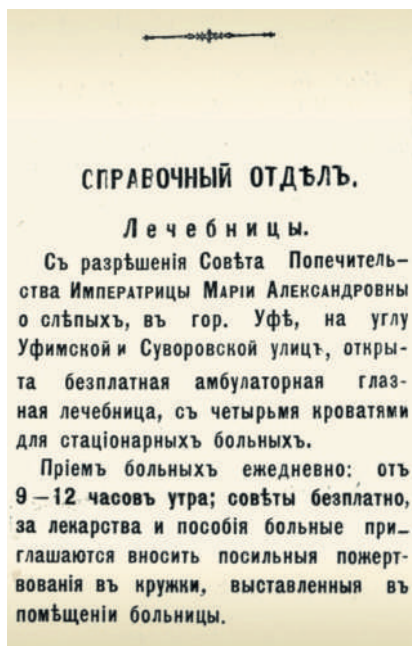 СПРАВОЧНЫЙ ОТДѢЛЪ.
Лечебницы.
Съ разрѣшенія Совѣта Попечитель-
ства Императрицы Маріи Александровны
о слѣпыхъ, въ гор. Уфѣ, на углу
Уфимской и Суворовской улицъ, откры-
та безплатная амбулаторная глаз-
ная лечебница, съ четырьмя кроватями
для стаціонарныхъ больныхъ.
Пріемъ больныхъ ежедневно: отъ
9—12 часовъ утра; совѣты безплатно,
за лекарства и пособія больные при-
глашаются вносить посильныя пожерт-
вованія въ кружки, выставленныя въ
помѣщеніи больницы.